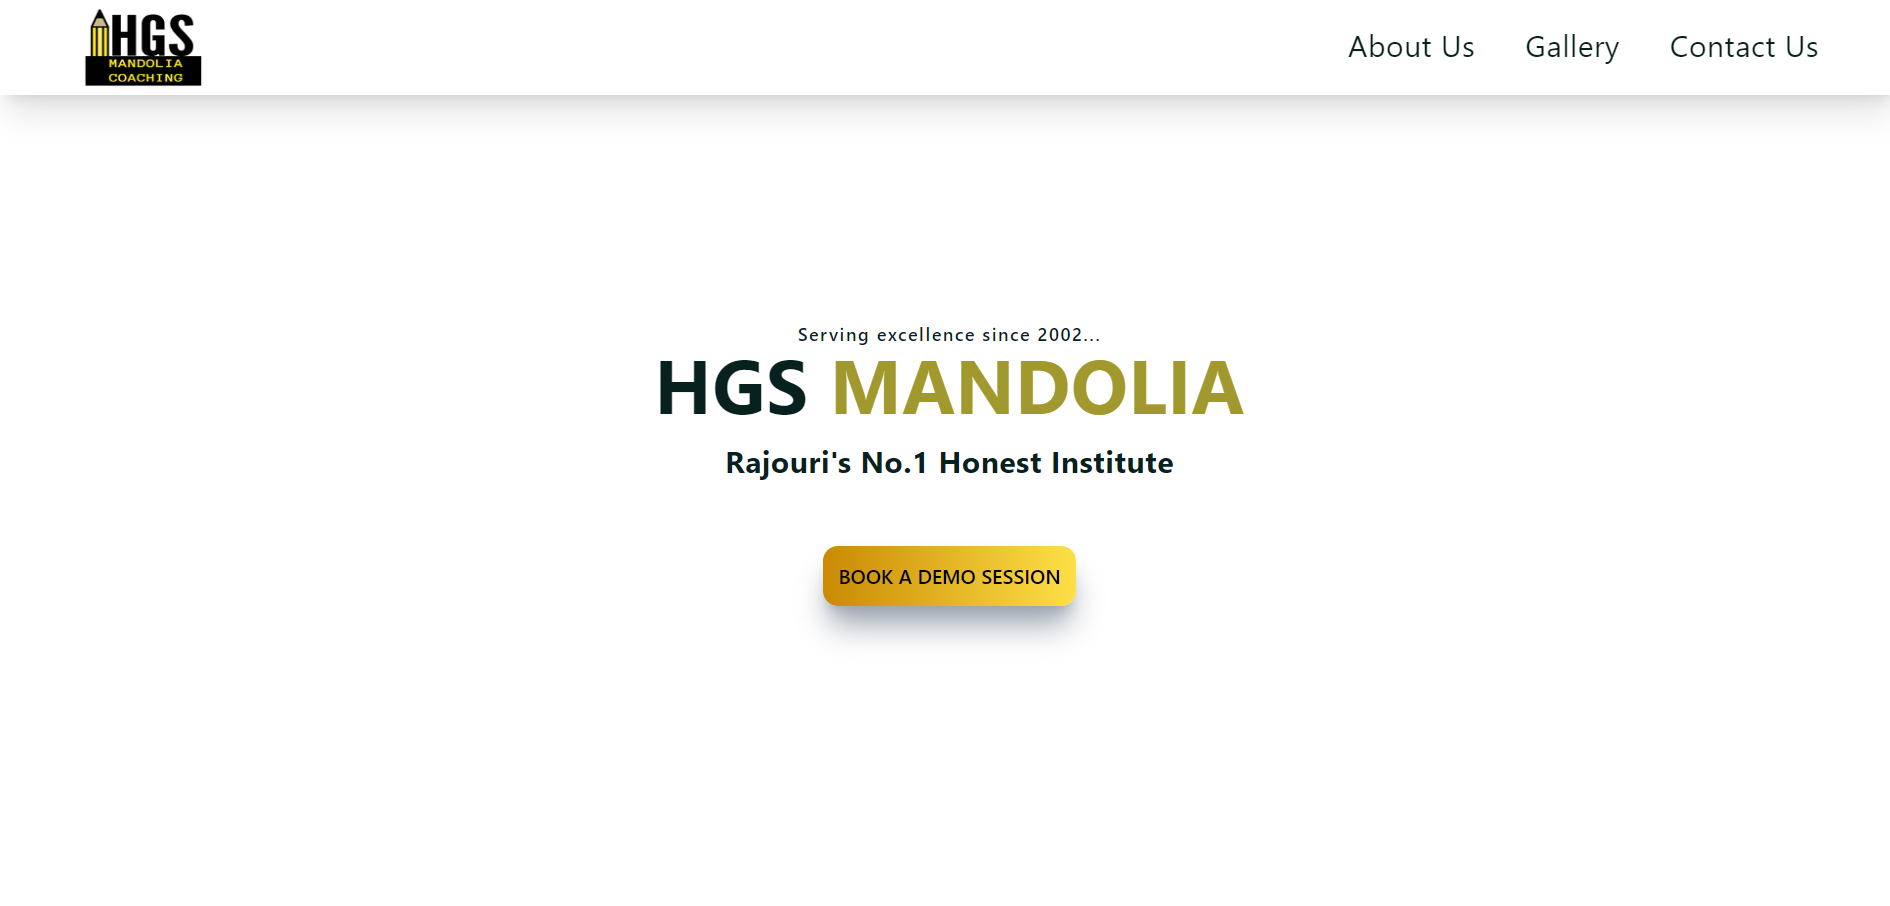 HGS
MANDOLIA
COACHING
About Us Gallery Contact Us
Serving excellence since 2002...
HGS MANDOLIA
Rajouri's No.1 Honest Institute
BOOK A DEMO SESSION